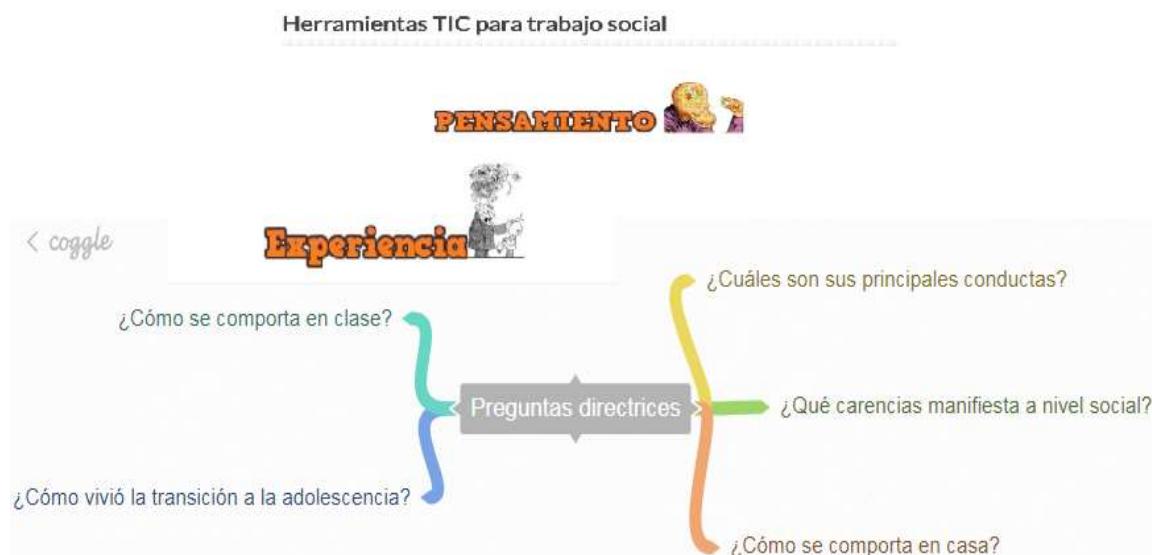 Herramientas TIC para trabajo social
PENSAMIENTO
Experiencia
< coggle
¿Cuáles son sus principales conductas?
¿Cómo se comporta en clase?
Preguntas directrices
¿Qué carencias manifiesta a nivel social?
¿Cómo vivió la transición a la adolescencia?
¿Cómo se comporta en casa?